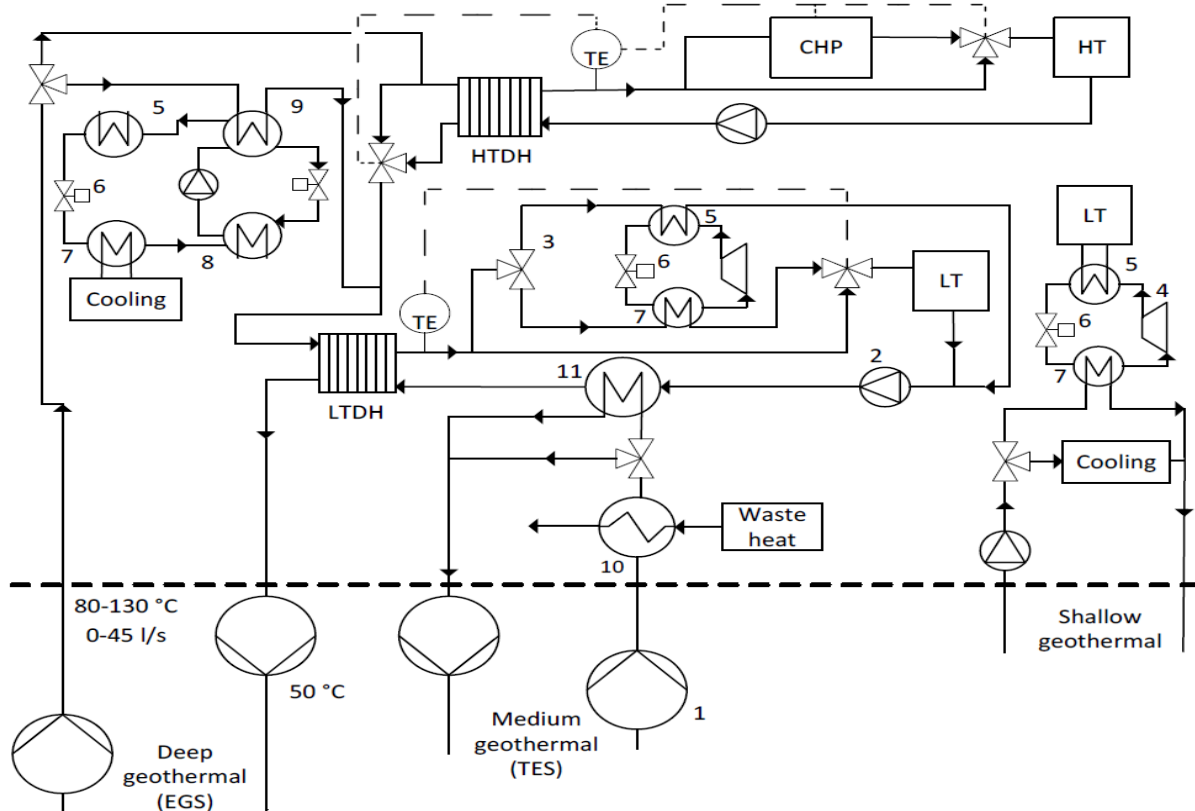 TE
CHP
HT
5
9
HTDH
6
7
8
Cooling
3
5
6
7
TE
LT
LT
5
4
6
7
11
2
LTDH
Cooling
Waste
heat
10
80-130 °C
0-45 l/s
50 °C
Shallow
geothermal
1
Medium
geothermal
(TES)
Deep
geothermal
(EGS)